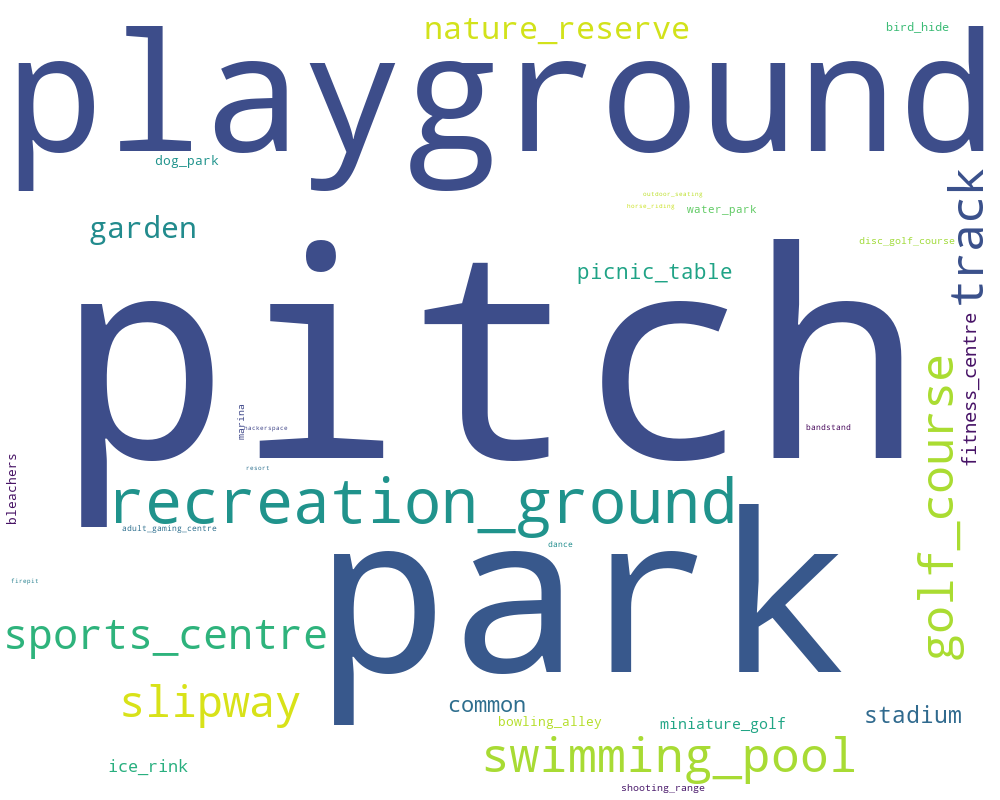 nature_reserve
bird_hide
playground
dog_park
track
outdoor_seating
horse_riding
water_park
garden
disc_golf_course
picnic_table
pitch
fitness_centre
golf_course
marina
hackerspace
bandstand
bleachers
resort
recreation_ground
adult_gaming_centre
dance
park
firepit
sports_centre
slipway
common
stadium
bowling_alley
miniature_golf
swimming_pool
ice_rink
shooting_range